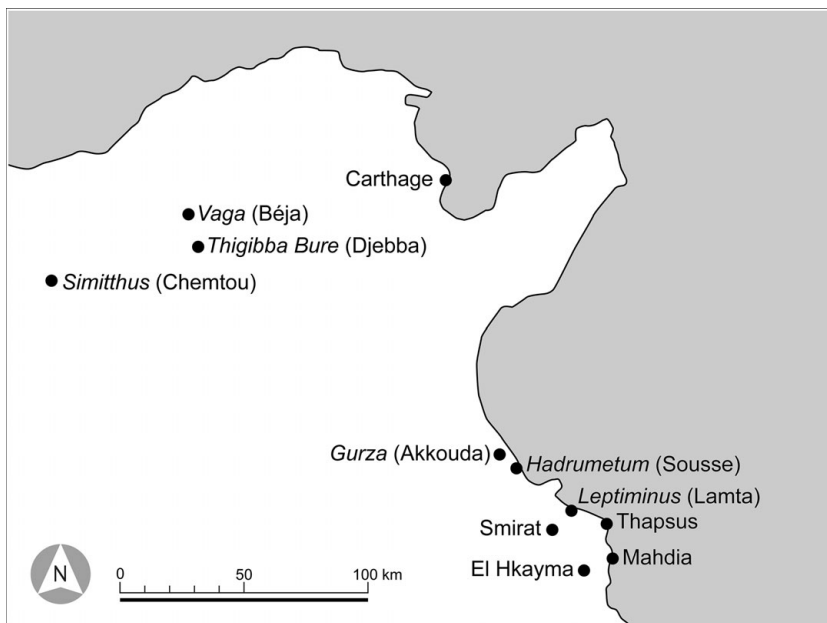 Carthage
Vaga (Béja)
Thigibba Bure (Djebba)
Simitthus (Chemtou)
Gurza (Akkouda)
Hadrumetum (Sousse)
Leptiminus (Lamta)
Smirat
Thapsus
El Hkayma
Mahdia
N
0 50 100 km